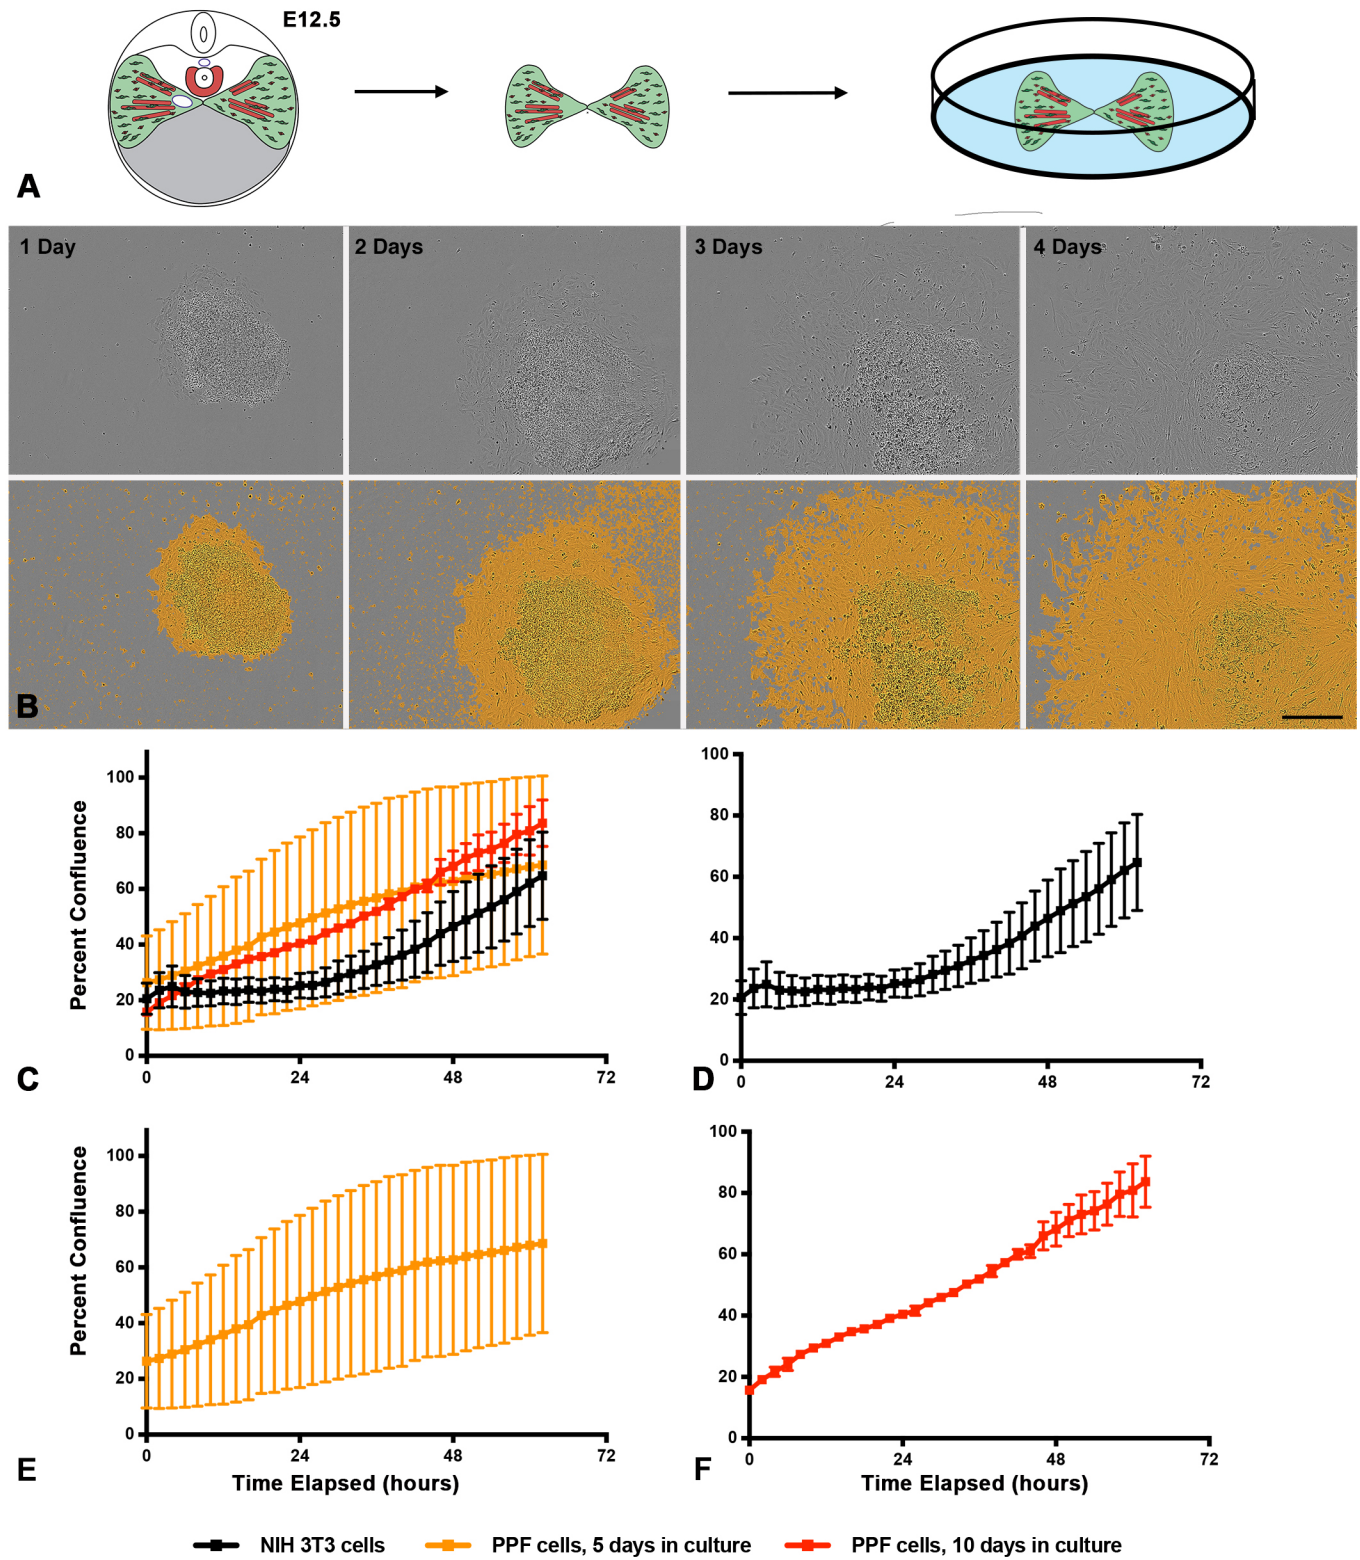 E12.5
A
1 Day
2 Days
3 Days
4 Days
B
Percent Confluence
100
80
60
40
20
0
0
24
48
72
C
100
80
60
40
20
0
0
24
48
72
D
Percent Confluence
100
80
60
40
20
0
0
24
48
72
E
Time Elapsed (hours)
100
80
60
40
20
0
0
24
48
72
F
Time Elapsed (hours)
NIH 3T3 cells
PPF cells, 5 days in culture
PPF cells, 10 days in culture